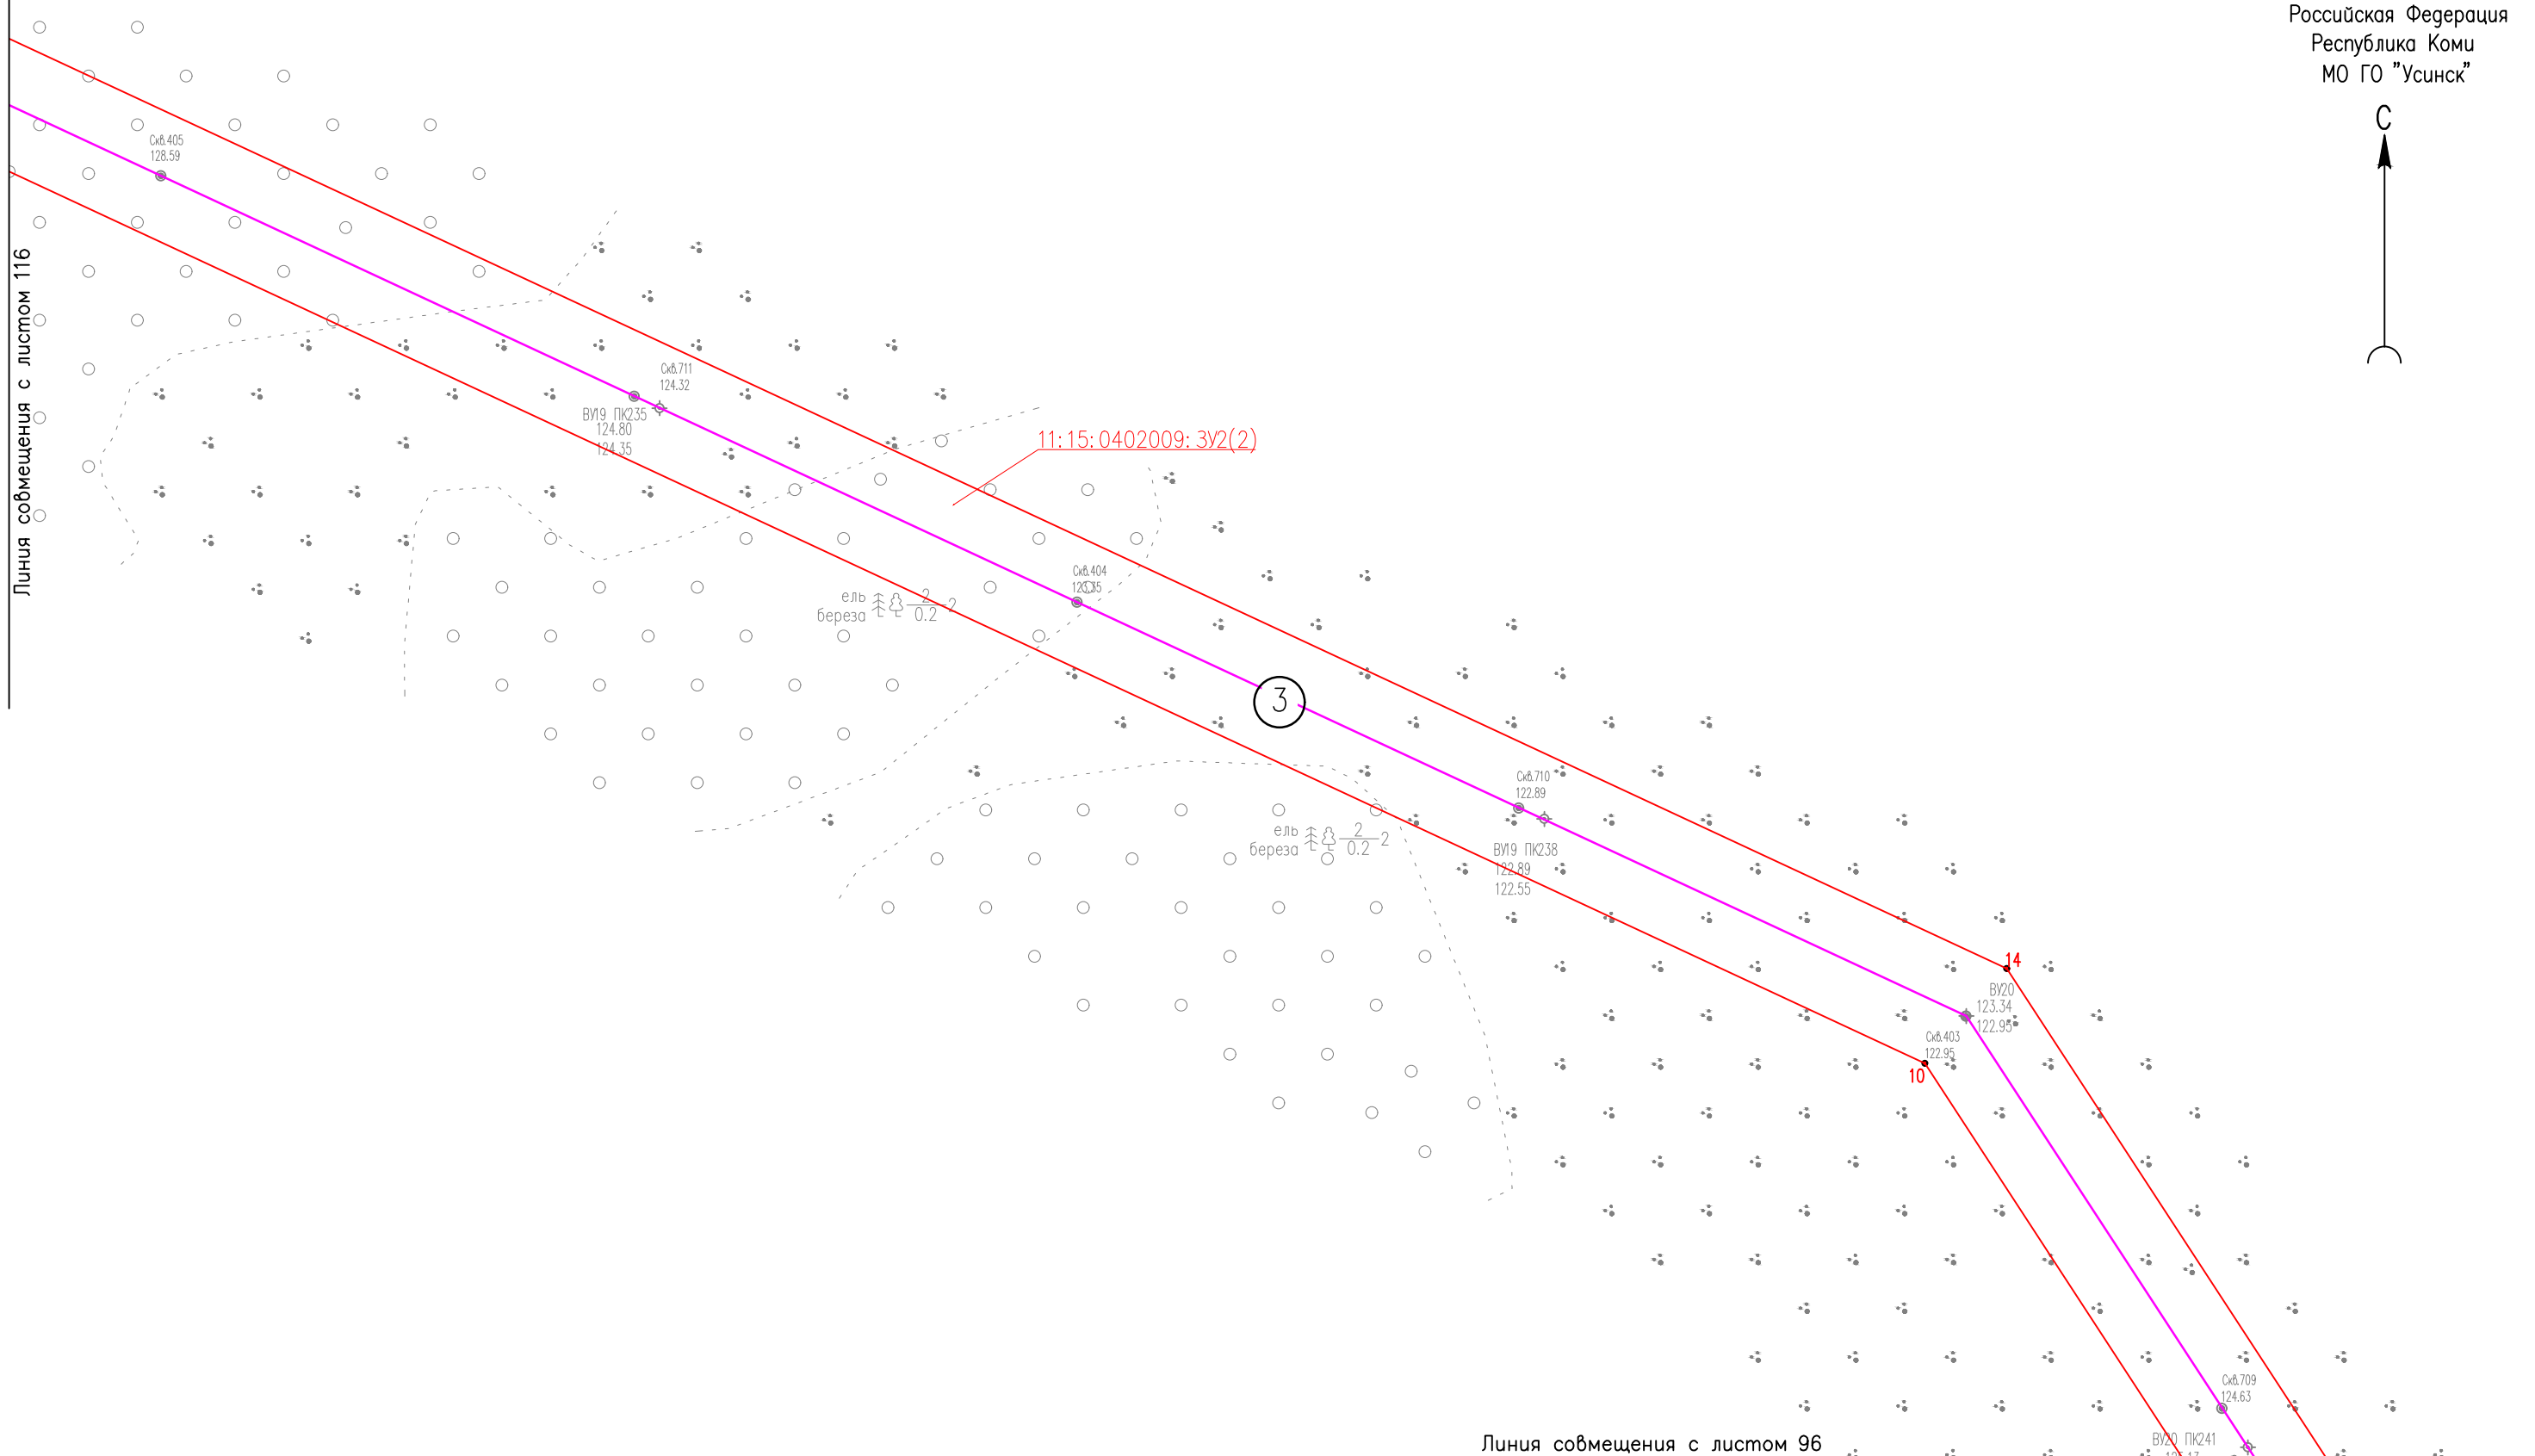 Российская Федерация
Республика Коми
МО ГО "Усинск"
С
Линия совмещения с листом 116
Скв.405
128.59
Скв.711
124.32
ВУ19 ПК235
124.80
124.35
11:15:0402009:ЗУ2(2)
Скв.404
123.35
ель
береза
2
0.2
2
3
Скв.710
122.89
ель
береза
2
0.2
2
ВУ19 ПК238
122.89
122.55
14
ВУ20
123.34
122.95
Скв.403
122.95
10
Скв.709
124.63
ВУ20 ПК241
Линия совмещения с листом 96